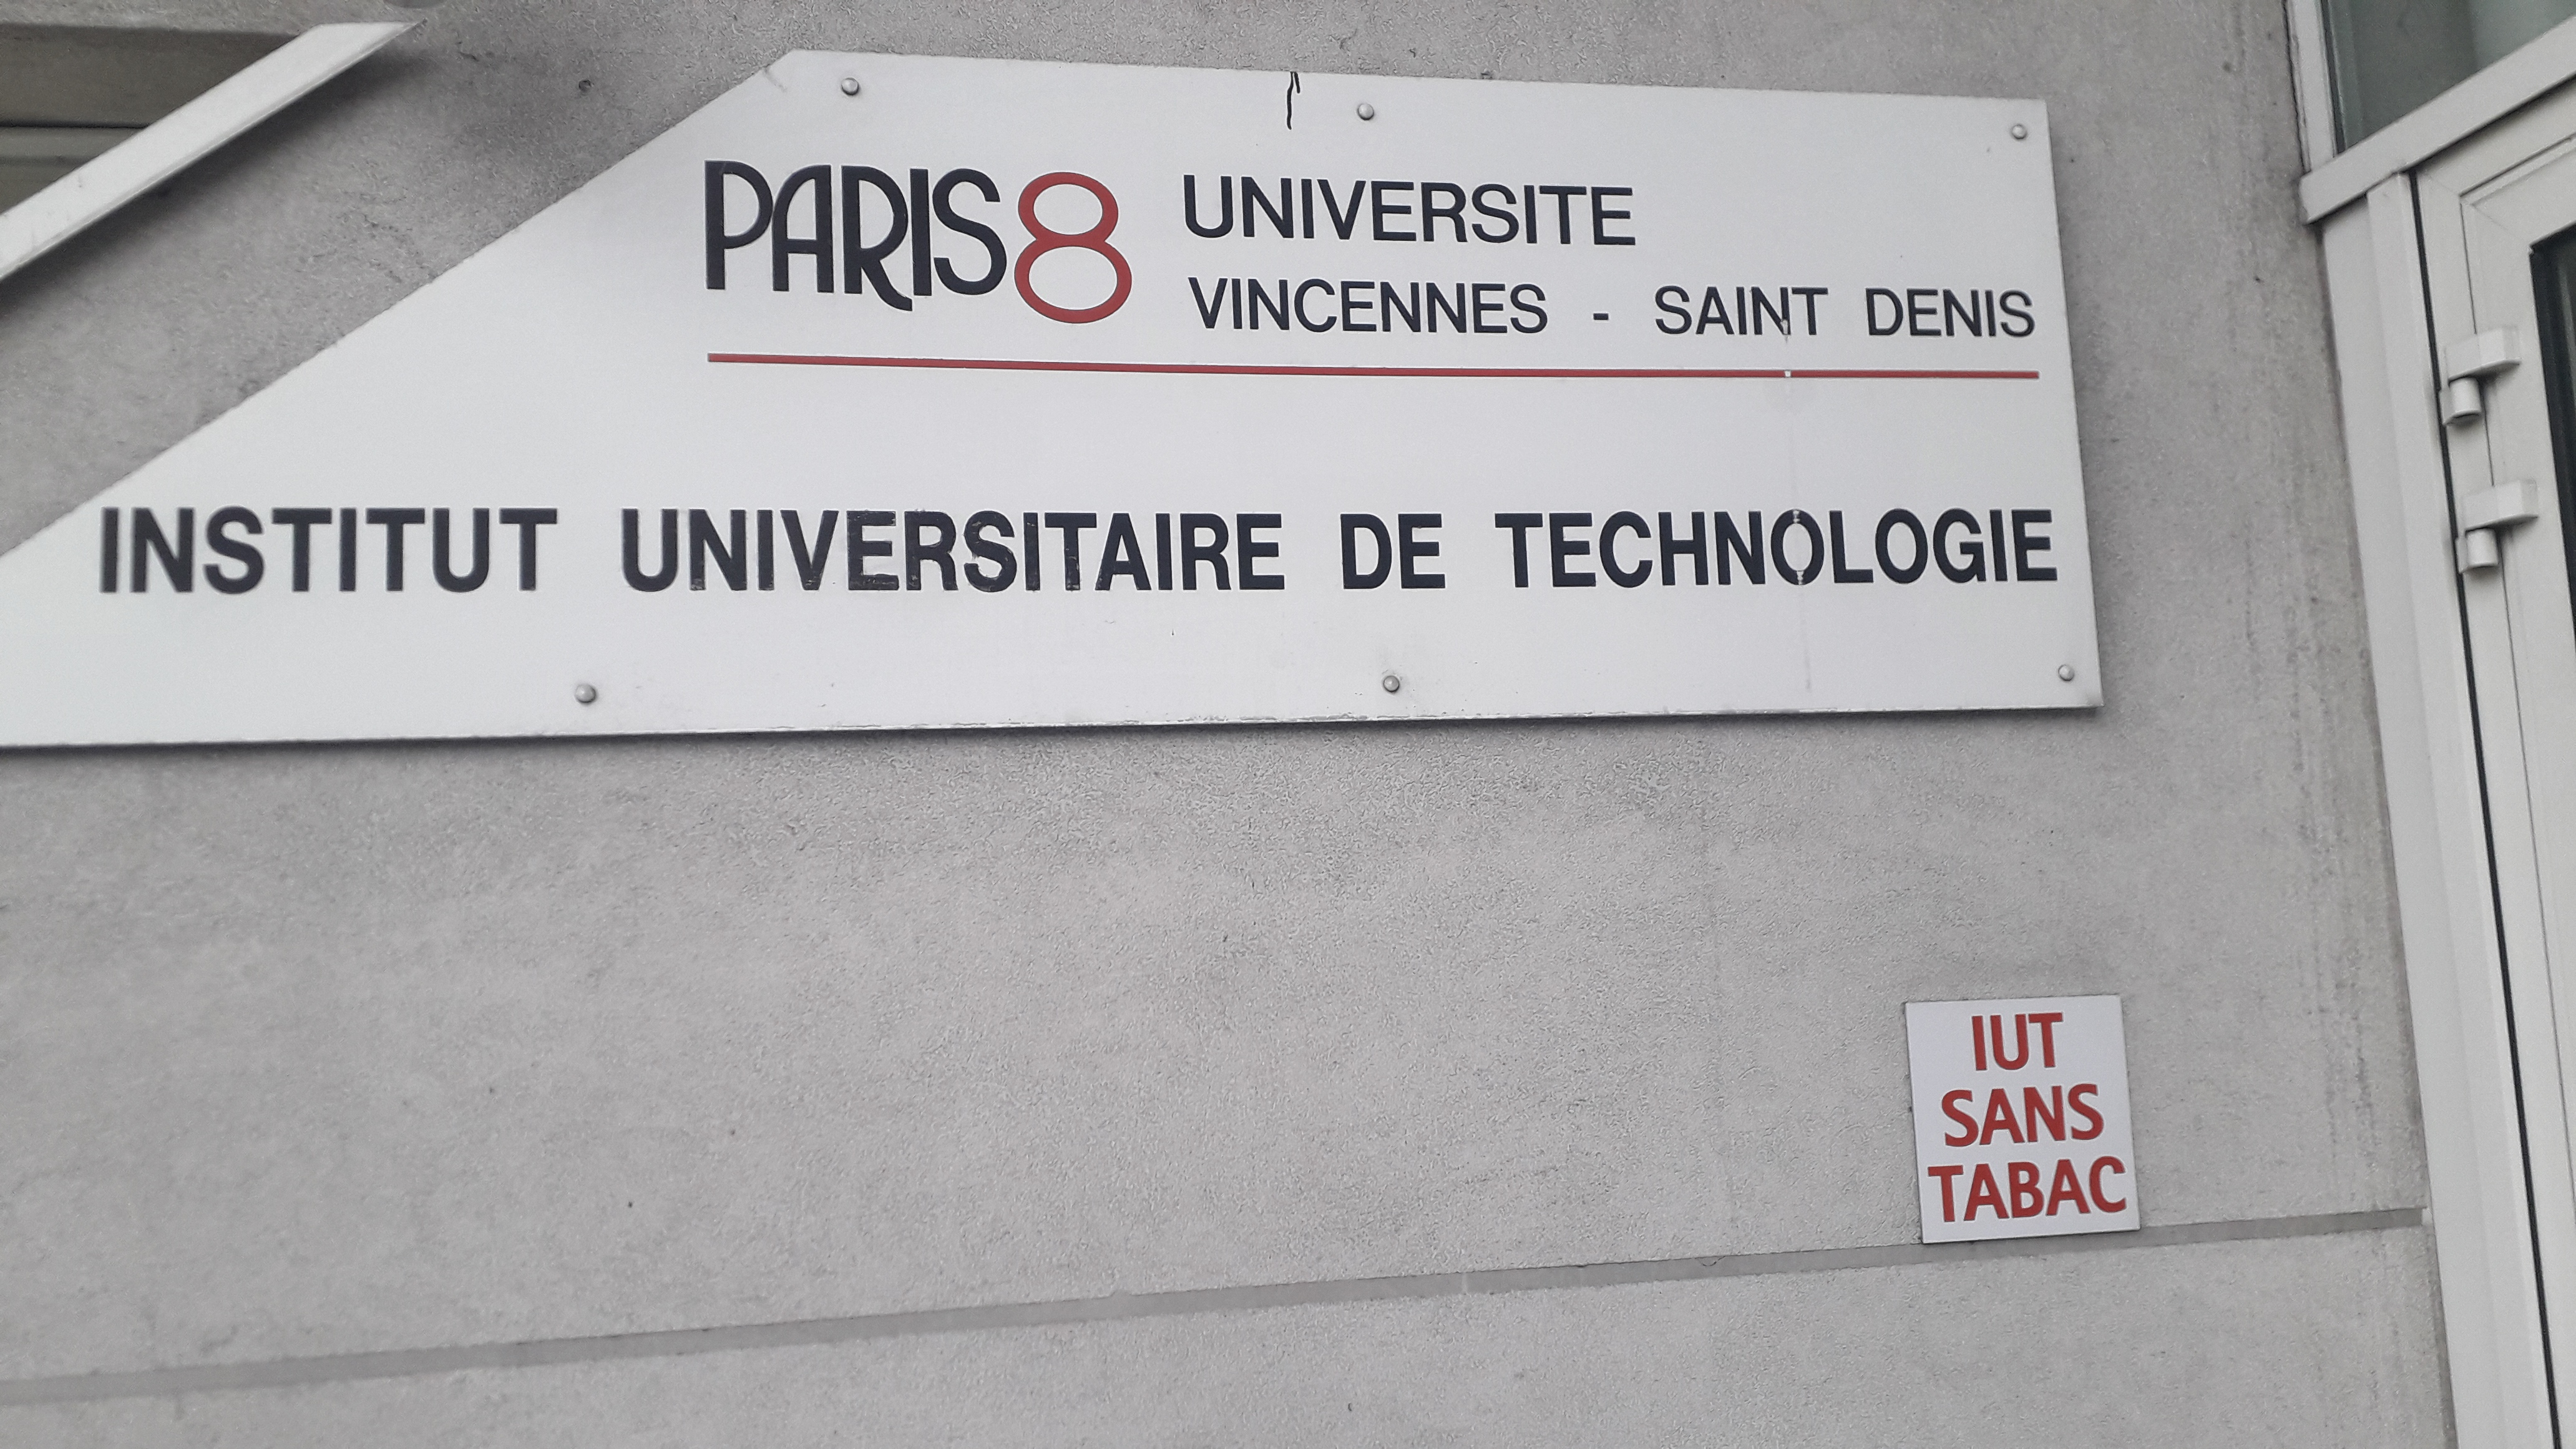 PARIS8 UNIVERSITE
VINCENNES - SAINT DENIS
INSTITUT UNIVERSITAIRE DE TECHNOLOGIE
IUT
SANS
TABAC